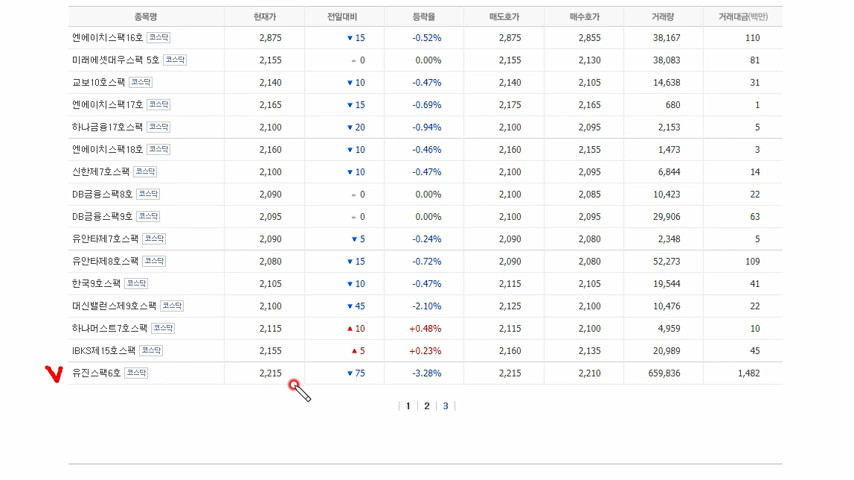 종목명 현재가 전일대비 등락율 매도호가 매수호가 거래량 거래대금(백만)
엔에이치스팩16호 코스닥 2,875 ▼ 15 -0.52% 2,875 2,855 38,167 110
미래에셋대우스팩 5호 코스닥 2,155 - 0 0.00% 2,155 2,130 38,083 81
교보10호스팩 코스닥 2,140 ▼ 10 -0.47% 2,140 2,105 14,638 31
엔에이치스팩17호 코스닥 2,165 ▼ 15 -0.69% 2,175 2,165 680 1
하나금융17호스팩 코스닥 2,100 ▼ 20 -0.94% 2,100 2,095 2,153 5
엔에이치스팩18호 코스닥 2,160 ▼ 10 -0.46% 2,160 2,155 1,473 3
신한제7호스팩 코스닥 2,100 ▼ 10 -0.47% 2,100 2,095 6,844 14
DB금융스팩8호 코스닥 2,090 - 0 0.00% 2,100 2,085 10,423 22
DB금융스팩9호 코스닥 2,095 - 0 0.00% 2,100 2,095 29,906 63
유안타제7호스팩 코스닥 2,090 ▼ 5 -0.24% 2,090 2,080 2,348 5
유안타제8호스팩 코스닥 2,080 ▼ 15 -0.72% 2,090 2,080 52,273 109
한국9호스팩 코스닥 2,105 ▼ 10 -0.47% 2,115 2,105 19,544 41
대신밸런스제9호스팩 코스닥 2,100 ▼ 45 -2.10% 2,125 2,100 10,476 22
하나머스트7호스팩 코스닥 2,115 ▲ 10 +0.48% 2,115 2,100 4,959 10
IBKS제15호스팩 코스닥 2,155 ▲ 5 +0.23% 2,160 2,135 20,989 45
유진스팩6호 코스닥 2,215 ▼ 75 -3.28% 2,215 2,210 659,836 1,482
1 2 3